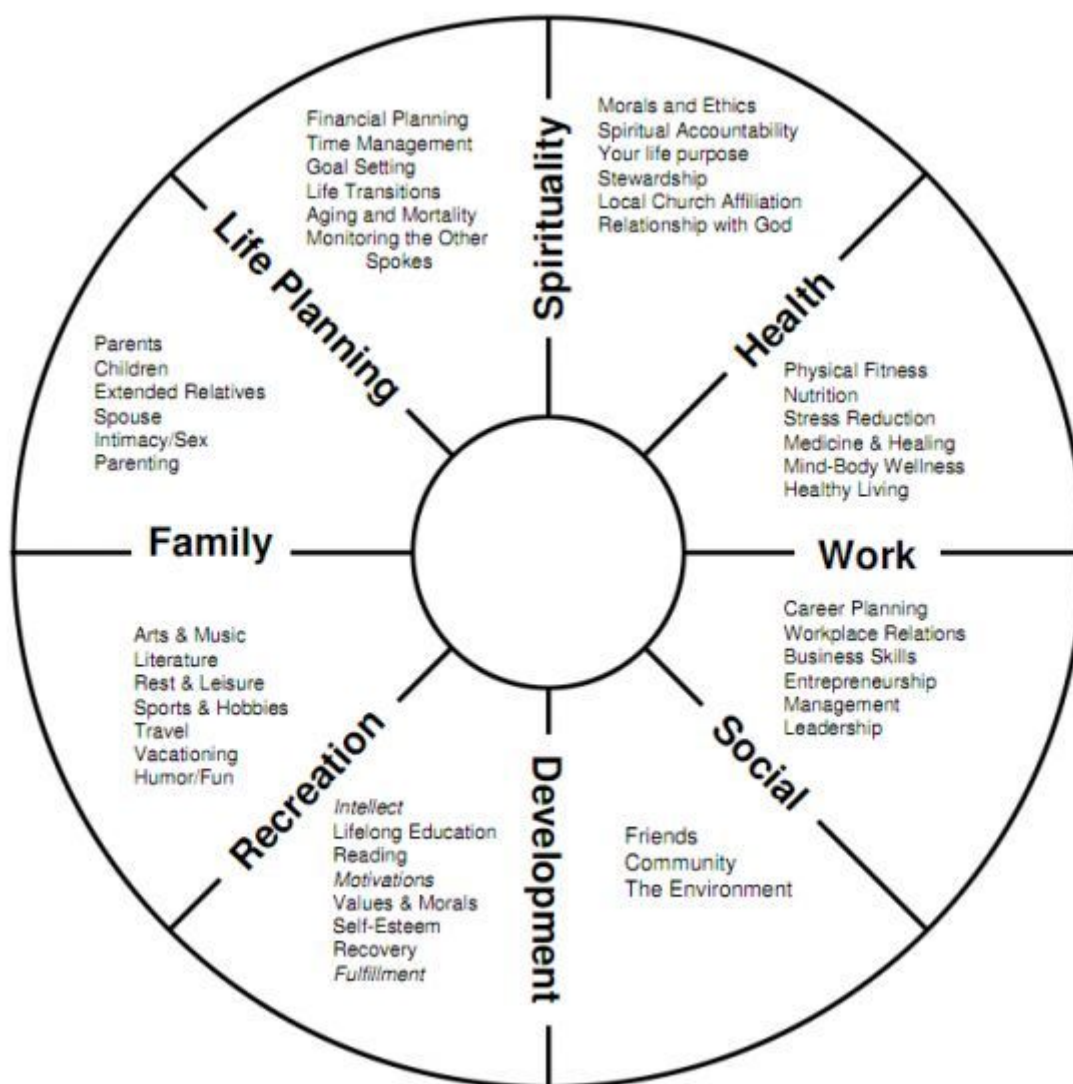 Spirituality
Morals and Ethics
Spiritual Accountability
Your life purpose
Stewardship
Local Church Affiliation
Relationship with God
Health
Physical Fitness
Nutrition
Stress Reduction
Medicine & Healing
Mind-Body Wellness
Healthy Living
Work
Career Planning
Workplace Relations
Business Skills
Entrepreneurship
Management
Leadership
Social
Friends
Community
The Environment
Development
Intellect
Lifelong Education
Reading
Motivations
Values & Morals
Self-Esteem
Recovery
Fulfillment
Recreation
Arts & Music
Literature
Rest & Leisure
Sports & Hobbies
Travel
Vacationing
Humor/Fun
Family
Parents
Children
Extended Relatives
Spouse
Intimacy/Sex
Parenting
Life Planning
Financial Planning
Time Management
Goal Setting
Life Transitions
Aging and Mortality
Monitoring the Other
Spokes